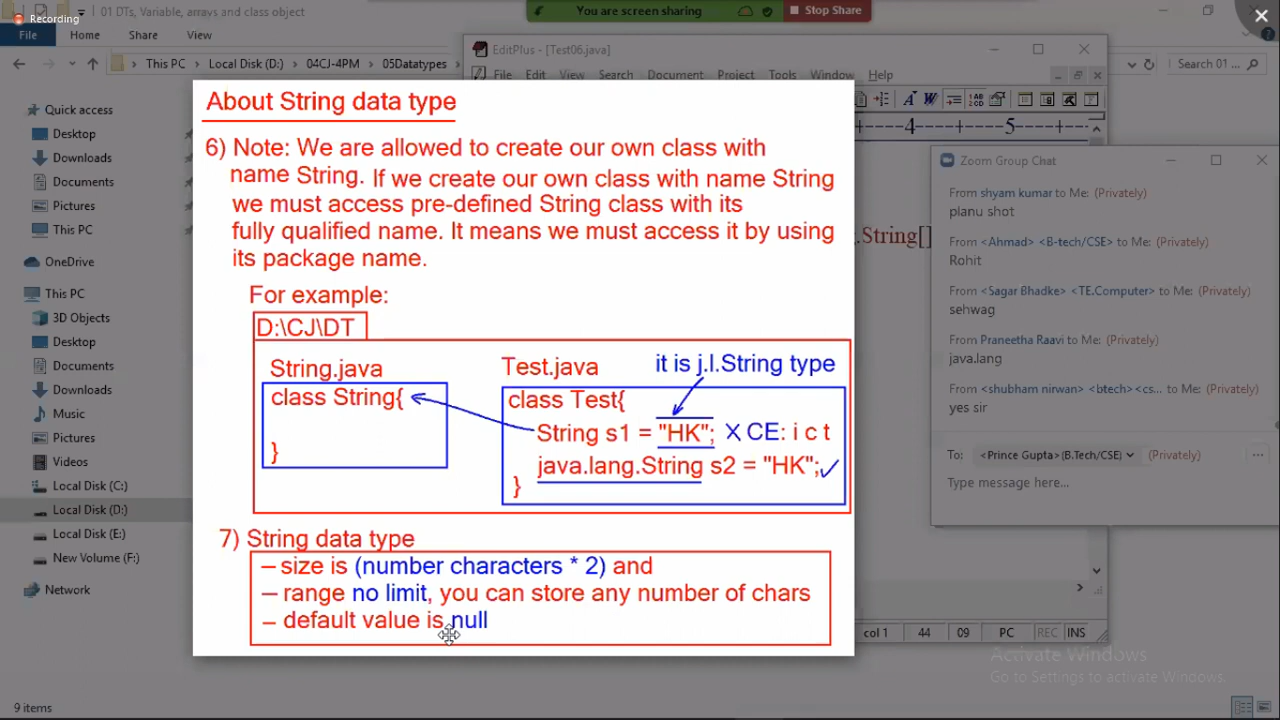 01 DTs, Variable, arrays and class object
Recording
You are screen sharing
Stop Share
File Home Share View
This PC Local Disk (D:) 04CJ-4PM 05Datatypes
Search 01 ...
EditPlus - [Test06.java]
File Edit View Search Document Project Tools Window Help
----+----4----+----5----
.String[]
Quick access
Desktop
Downloads
Documents
Pictures
This PC
OneDrive
This PC
3D Objects
Desktop
Documents
Downloads
Music
Pictures
Videos
Local Disk (C:)
Local Disk (D:)
Local Disk (E:)
New Volume (F:)
Network
9 items
About String data type
6) Note: We are allowed to create our own class with
name String. If we create our own class with name String
we must access pre-defined String class with its
fully qualified name. It means we must access it by using
its package name.
For example:
D:\CJ\DT
String.java
class String{
}
Test.java
it is j.l.String type
class Test{
String s1 = "HK"; X CE: i c t
java.lang.String s2 = "HK";
}
7) String data type
– size is (number characters * 2) and
– range no limit, you can store any number of chars
– default value is null
Zoom Group Chat
From shyam kumar to Me: (Privately)
planu shot
From <Ahmad> <B-tech/CSE> to Me: (Privately)
Rohit
From <Sagar Bhadke> <TE.Computer> to Me: (Privately)
sehwag
From Praneetha Raavi to Me: (Privately)
java.lang
From <shubham nirwan> <btech> <cs... to Me: (Privately)
yes sir
To: <Prince Gupta>(B.Tech/CSE) (Privately)
Type message here...
col 1 44 09 PC REC INS
Activate Windows
Go to Settings to activate Windows.